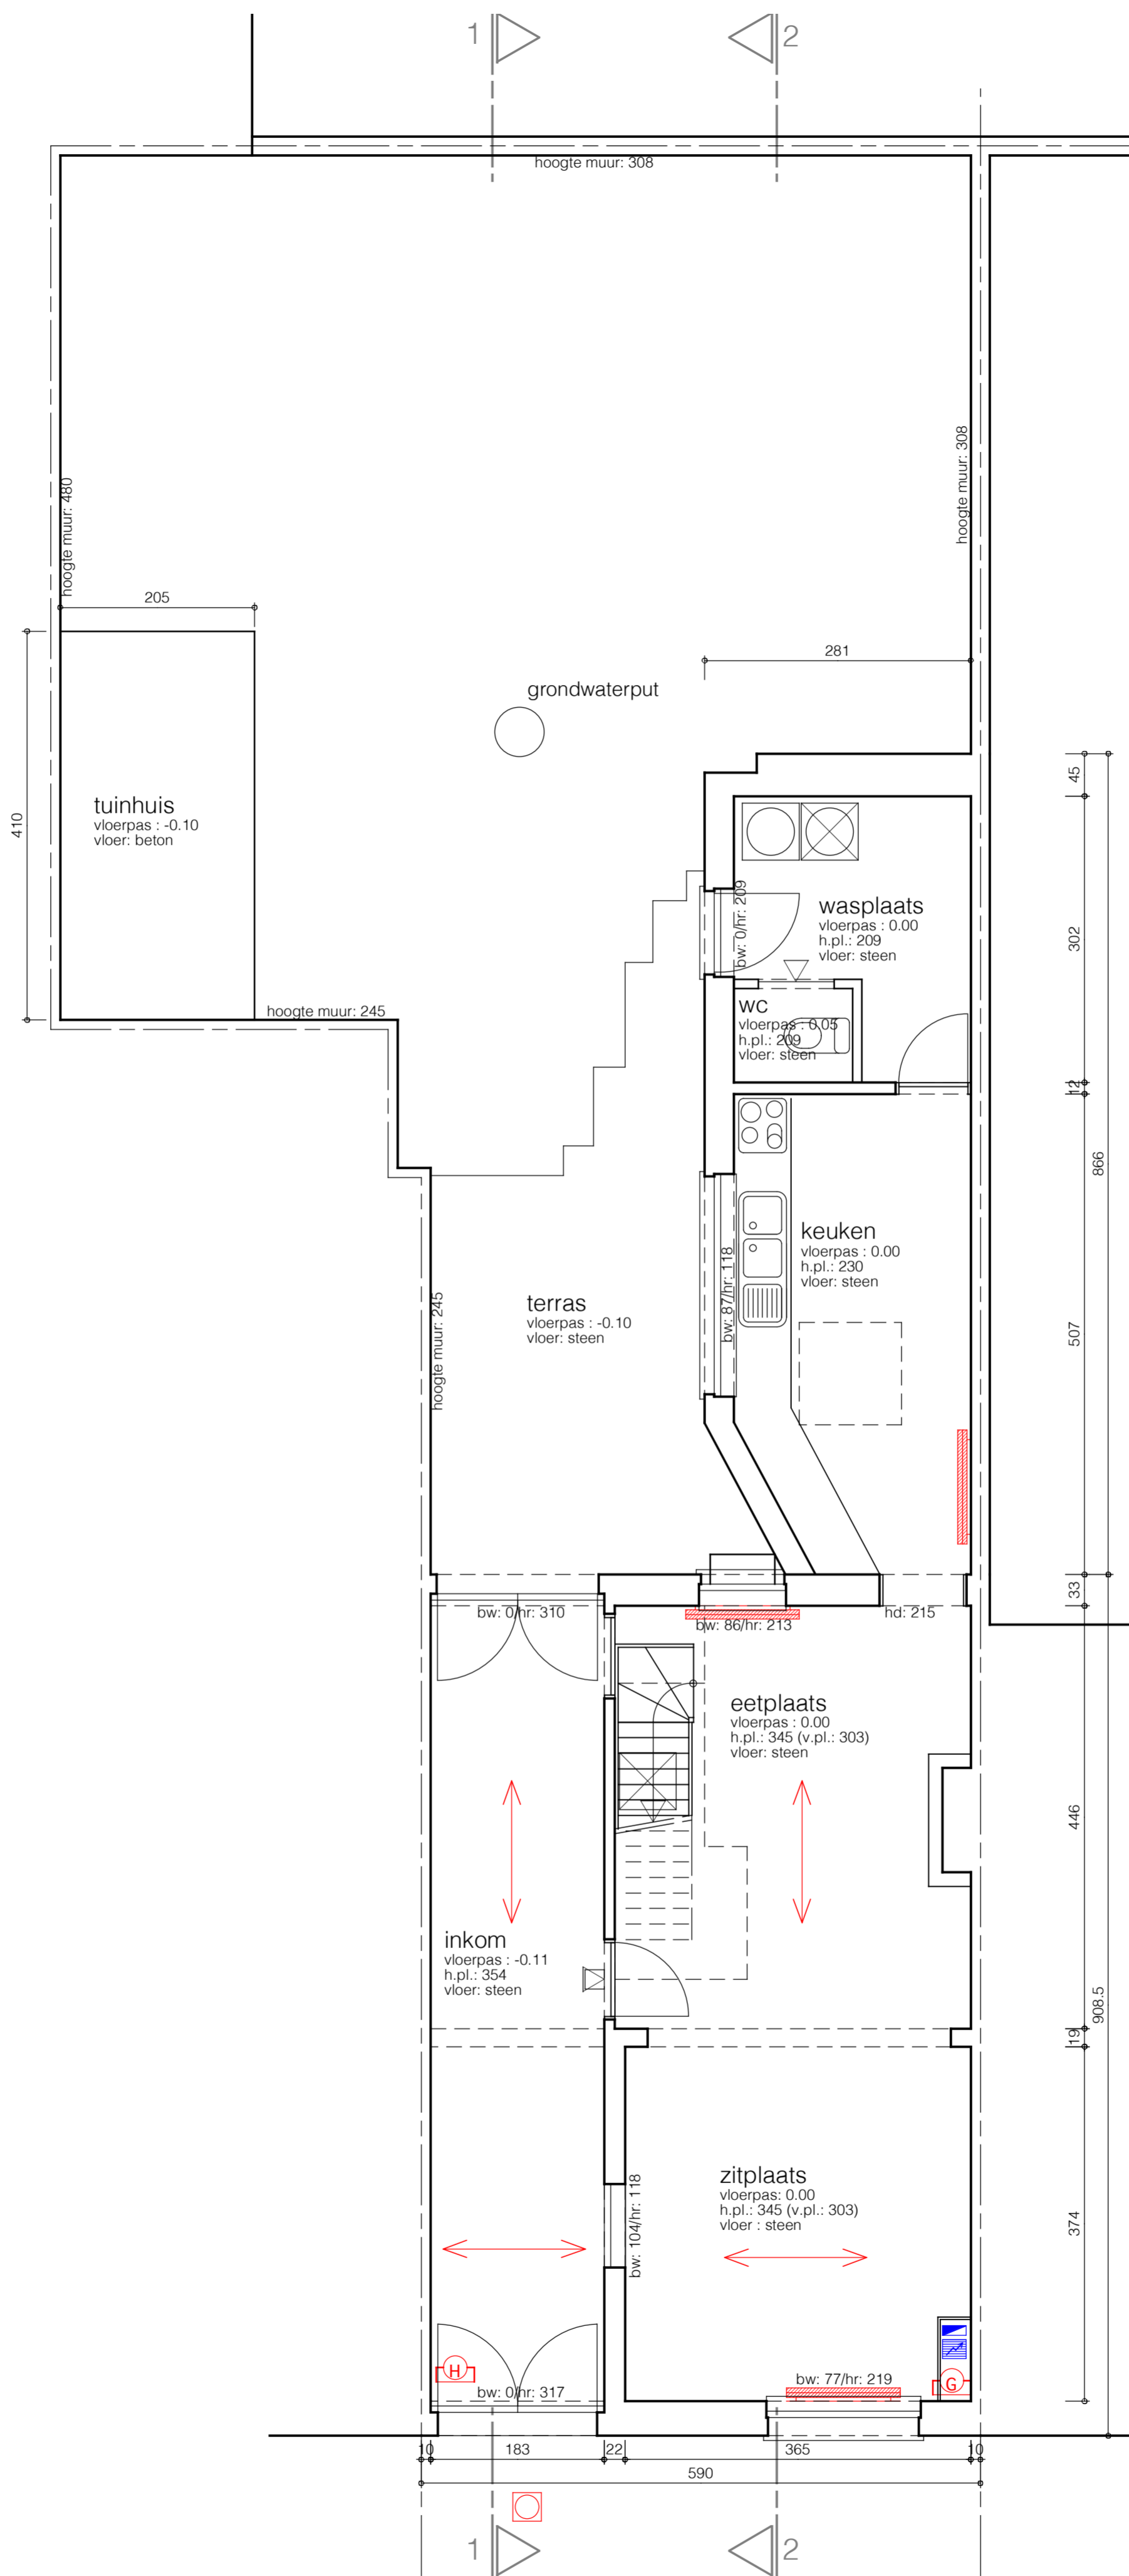 1
2
hoogte muur: 308
hoogte muur: 480
hoogte muur: 308
205
281
grondwaterput
410
tuinhuis
vloerpas : -0.10
vloer: beton
45
bw: 0/hr: 209
wasplaats
vloerpas : 0.00
h.pl.: 209
vloer: steen
302
hoogte muur: 245
wc
vloerpas : 0.05
h.pl.: 209
vloer: steen
12
866
keuken
vloerpas : 0.00
h.pl.: 230
vloer: steen
bw: 87/hr: 118
terras
vloerpas : -0.10
vloer: steen
hoogte muur: 245
507
33
bw: 0/hr: 310
bw: 86/hr: 213
hd: 215
eetplaats
vloerpas : 0.00
h.pl.: 345 (v.pl.: 303)
vloer: steen
446
inkom
vloerpas : -0.11
h.pl.: 354
vloer: steen
908.5
19
zitplaats
vloerpas: 0.00
h.pl.: 345 (v.pl.: 303)
vloer : steen
bw: 104/hr: 118
374
H
bw: 0/hr: 317
bw: 77/hr: 219
G
10
183
22
365
10
590
1
2